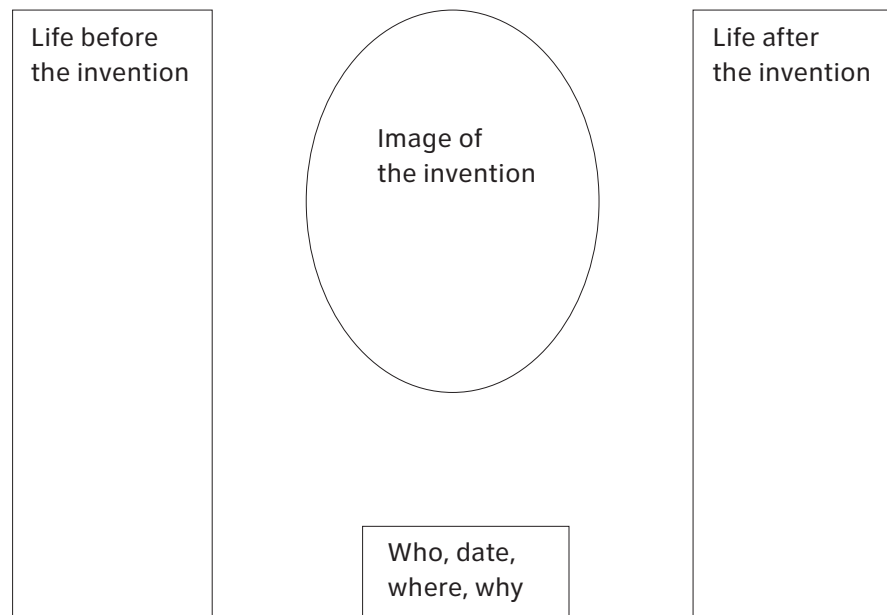 Life before
the invention
Image of
the invention
Life after
the invention
Who, date,
where, why